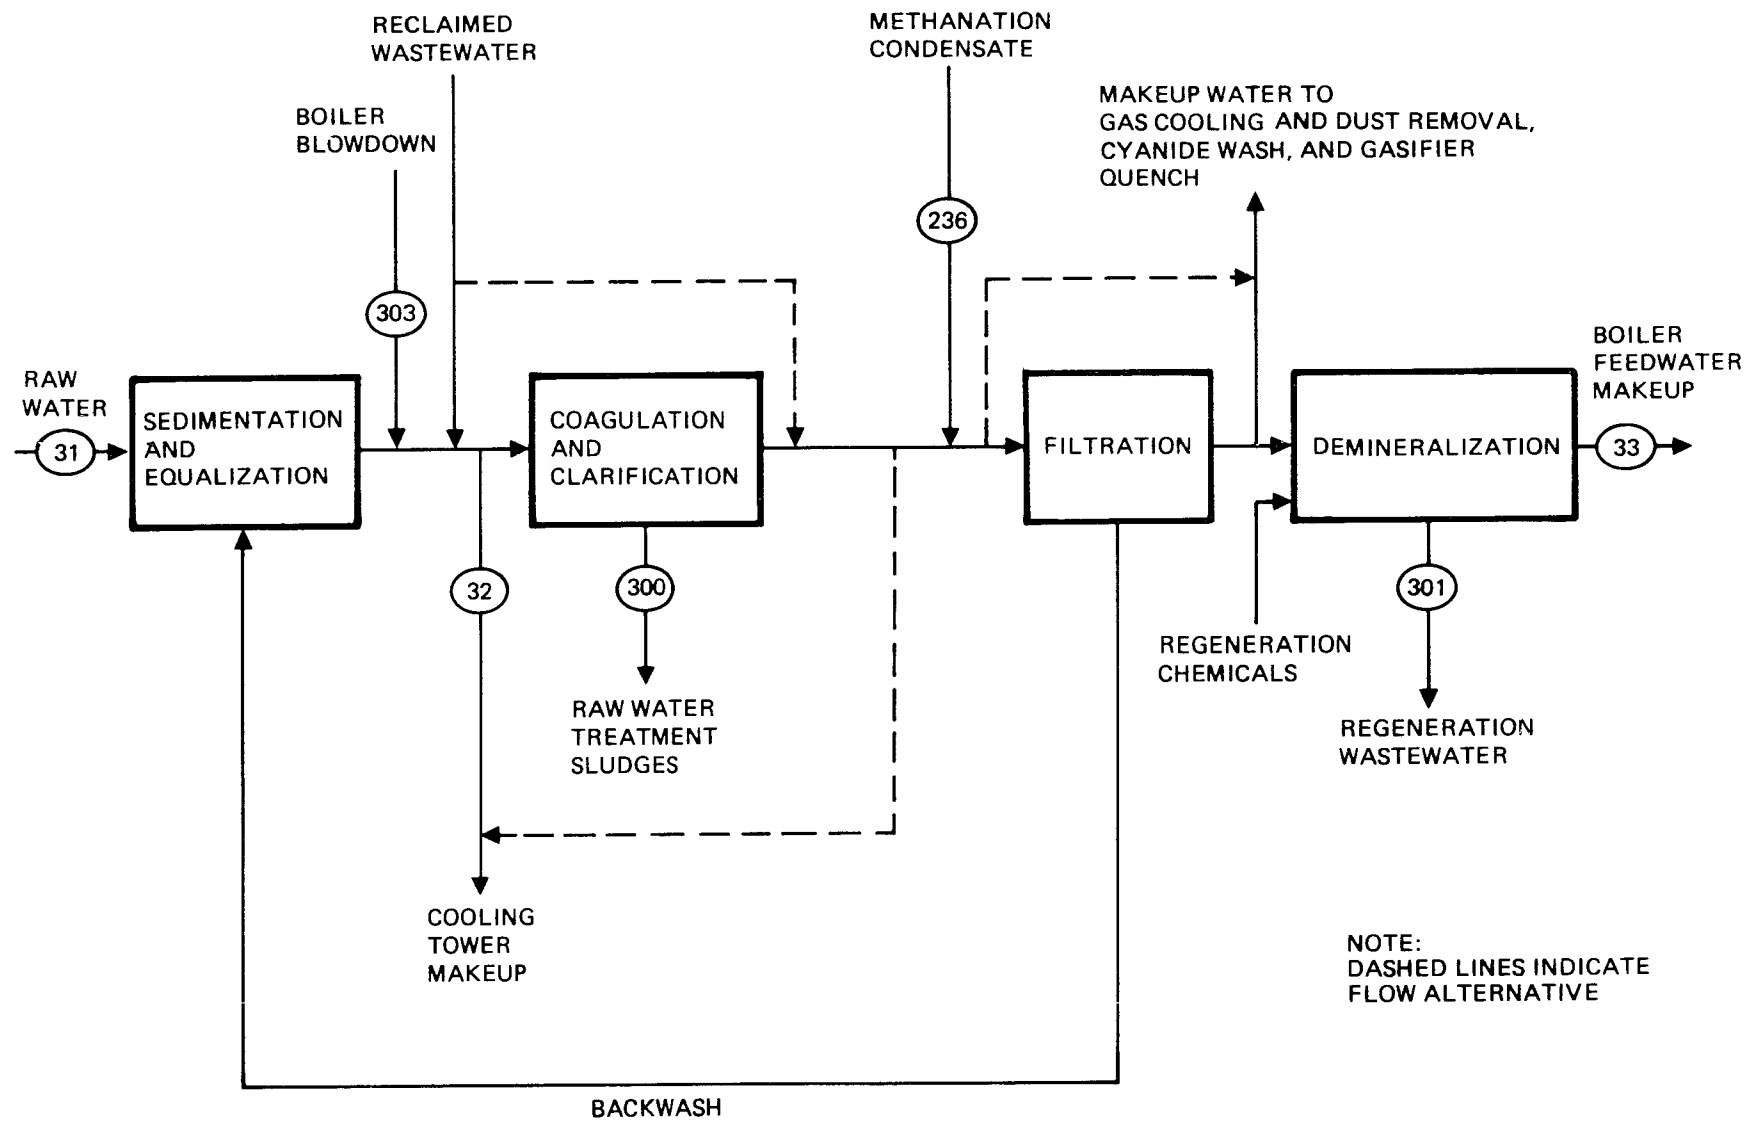 RECLAIMED
WASTEWATER
METHANATION
CONDENSATE
BOILER
BLOWDOWN
MAKEUP WATER TO
GAS COOLING AND DUST REMOVAL,
CYANIDE WASH, AND GASIFIER
QUENCH
236
303
RAW
WATER
31
SEDIMENTATION
AND
EQUALIZATION
COAGULATION
AND
CLARIFICATION
FILTRATION
DEMINERALIZATION
BOILER
FEEDWATER
MAKEUP
33
32
300
301
RAW WATER
TREATMENT
SLUDGES
REGENERATION
CHEMICALS
REGENERATION
WASTEWATER
COOLING
TOWER
MAKEUP
NOTE:
DASHED LINES INDICATE
FLOW ALTERNATIVE
BACKWASH